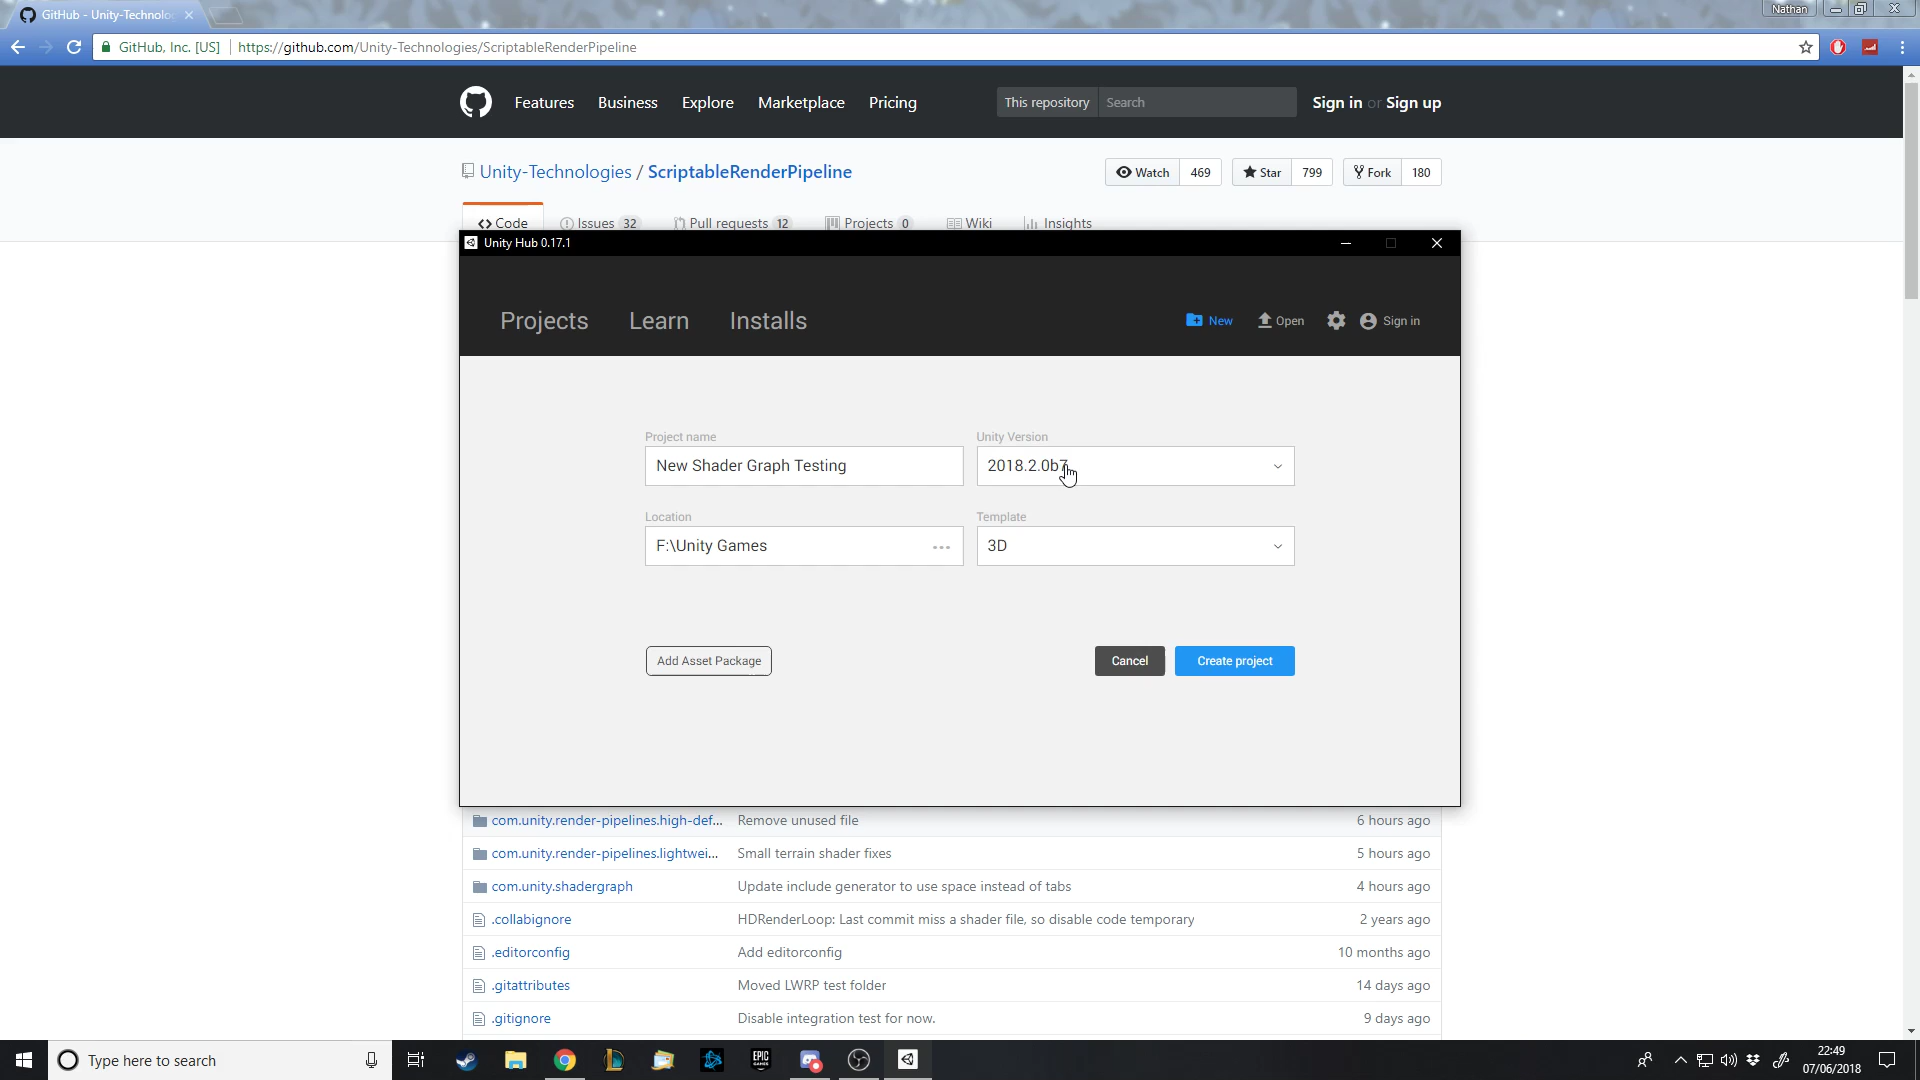 GitHub - Unity-Technolo
Nathan
GitHub, Inc. [US]
https://github.com/Unity-Technologies/ScriptableRenderPipeline
Features
Business
Explore
Marketplace
Pricing
This repository
Search
Sign in or Sign up
Unity-Technologies / ScriptableRenderPipeline
Watch 469
Star 799
Fork 180
Code
Issues 32
Pull requests 12
Projects 0
Wiki
Insights
Unity Hub 0.17.1
Projects
Learn
Installs
New
Open
Sign in
Project name
Unity Version
New Shader Graph Testing
2018.2.0b7
Location
Template
F:\Unity Games
3D
Add Asset Package
Cancel
Create project
com.unity.render-pipelines.high-def... Remove unused file 6 hours ago
com.unity.render-pipelines.lightwei... Small terrain shader fixes 5 hours ago
com.unity.shadergraph Update include generator to use space instead of tabs 4 hours ago
.collabignore HDRenderLoop: Last commit miss a shader file, so disable code temporary 2 years ago
.editorconfig Add editorconfig 10 months ago
.gitattributes Moved LWRP test folder 14 days ago
.gitignore Disable integration test for now. 9 days ago
Type here to search
EPIC
GAMES
22:49
07/06/2018